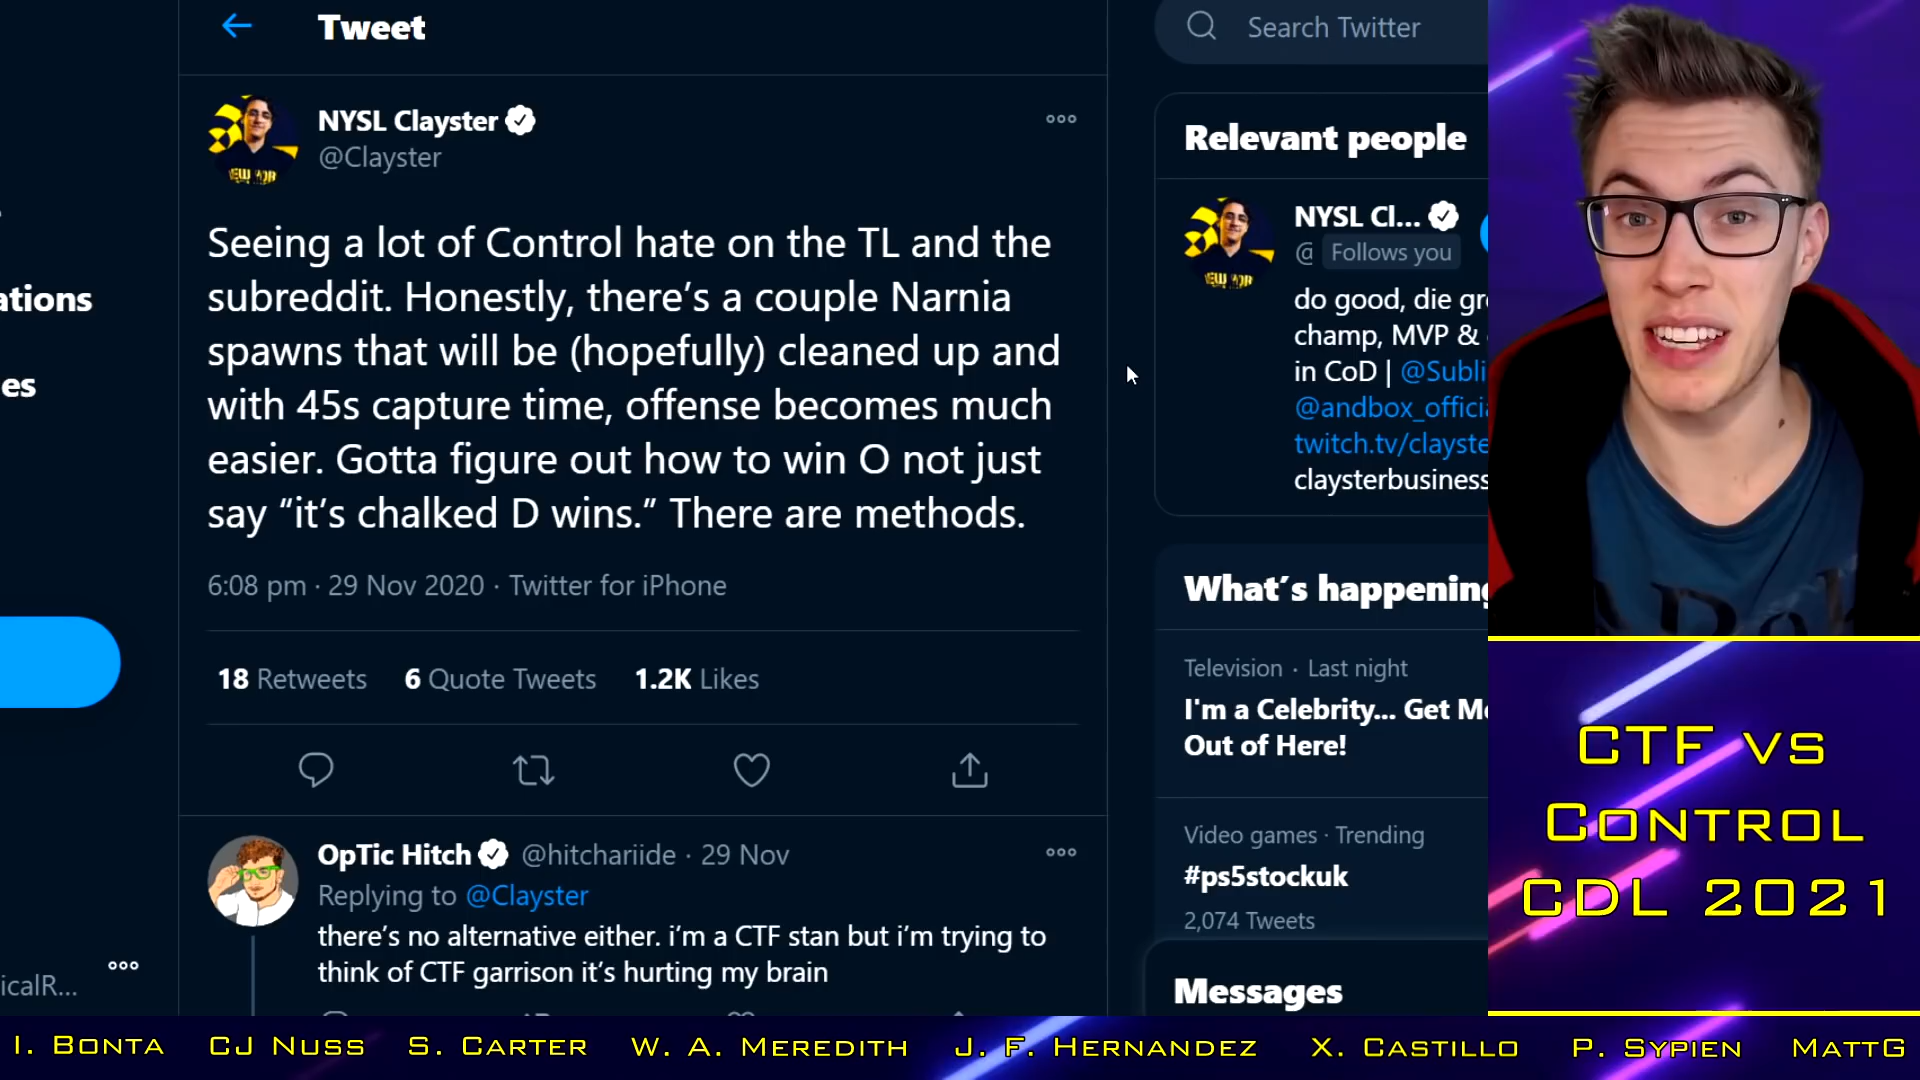 Tweet
Search Twitter
NYSL Clayster
@Clayster
Seeing a lot of Control hate on the TL and the
subreddit. Honestly, there's a couple Narnia
spawns that will be (hopefully) cleaned up and
with 45s capture time, offense becomes much
easier. Gotta figure out how to win O not just
say “it's chalked D wins.” There are methods.
6:08 pm · 29 Nov 2020 · Twitter for iPhone
18 Retweets 6 Quote Tweets 1.2K Likes
OpTic Hitch @hitchariide · 29 Nov
Replying to @Clayster
there's no alternative either. i'm a CTF stan but i'm trying to
think of CTF garrison it's hurting my brain
ations
es
icalR...
Relevant people
NYSL Cl...
@ Follows you
do good, die gr
champ, MVP &
in CoD | @Subli
@andbox_offici
twitch.tv/clayste
claysterbusiness
What's happening
Television · Last night
I'm a Celebrity... Get M
Out of Here!
Video games · Trending
#ps5stockuk
2,074 Tweets
Messages
CTF vs
Control
CDL 2021
I. Bonta CJ Nuss S. Carter W. A. Meredith J. F. Hernandez X. Castillo P. Sypien MattG